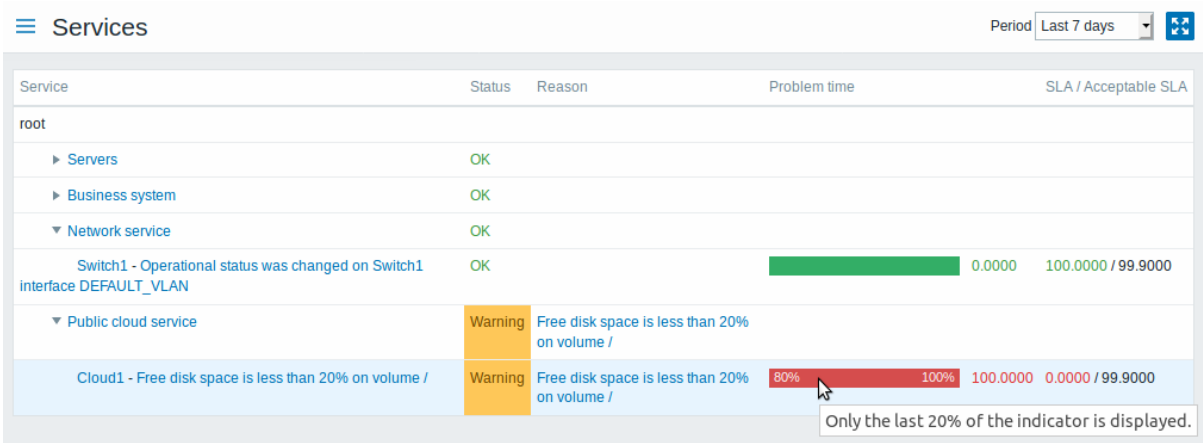 Services Period Last 7 days
Service Status Reason Problem time SLA / Acceptable SLA
root
Servers OK
Business system OK
Network service OK
Switch1 - Operational status was changed on Switch1 OK 0.0000 100.0000 / 99.9000
interface DEFAULT_VLAN
Public cloud service Warning Free disk space is less than 20%
on volume /
Cloud1 - Free disk space is less than 20% on volume / Warning Free disk space is less than 20% 80% 100% 100.0000 0.0000 / 99.9000
on volume /
Only the last 20% of the indicator is displayed.